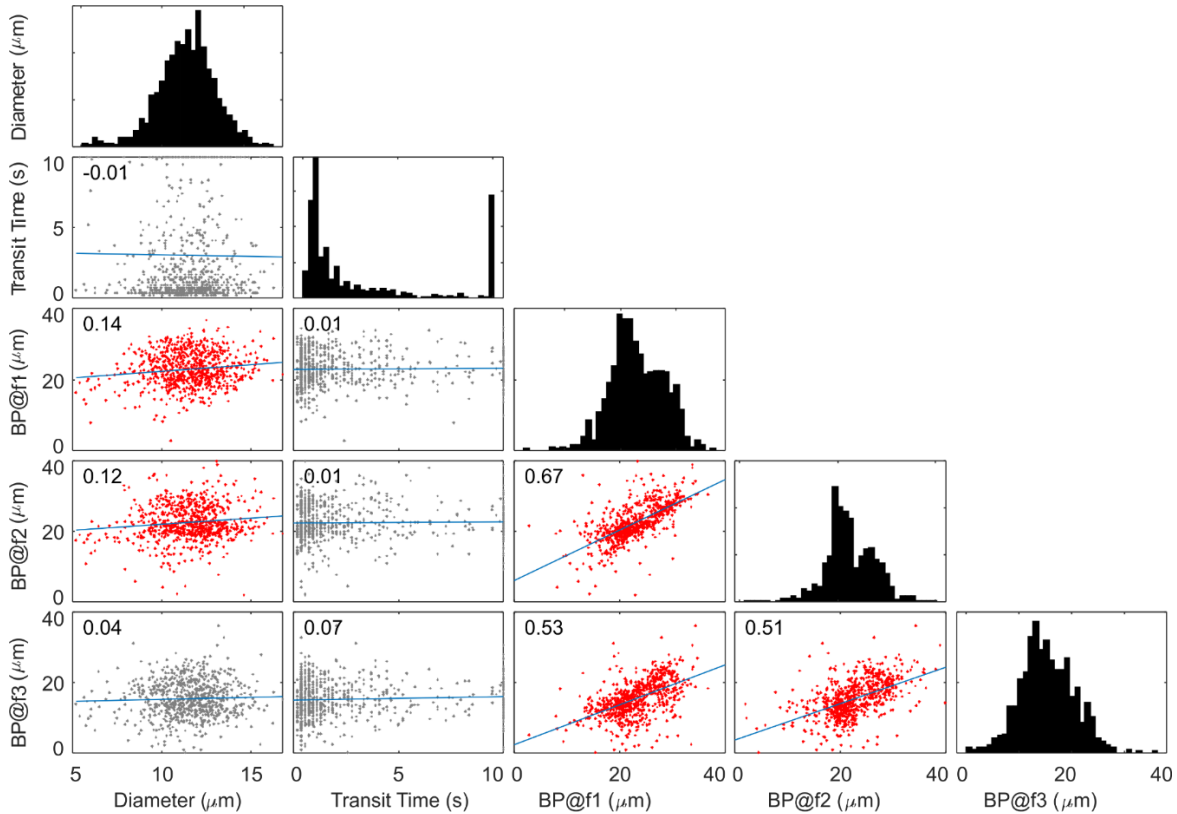 Diameter (μm)
Transit Time (s)
10
5
0
-0.01
BP@f1 (μm)
40
20
0
0.14
0.01
BP@f2 (μm)
40
20
0
0.12
0.01
0.67
BP@f3 (μm)
40
20
0
0.04
0.07
0.53
0.51
5 10 15
0 5 10
20 40
0 20 40
0 10 20 30 40
Diameter (μm)
Transit Time (s)
BP@f1 (μm)
BP@f2 (μm)
BP@f3 (μm)